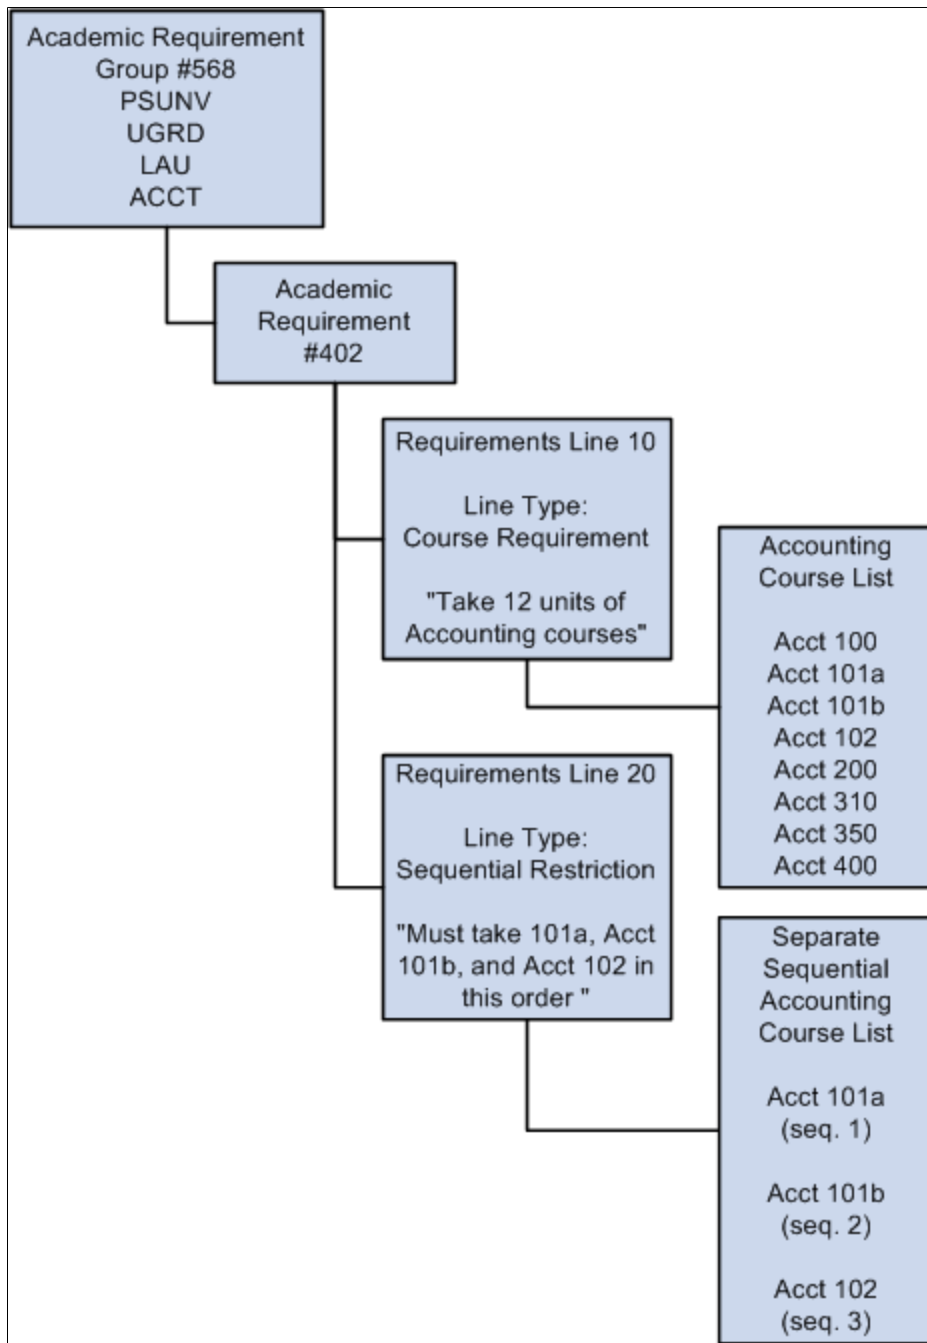 Academic Requirement
Group #568
PSUNV
UGRD
LAU
ACCT
Academic
Requirement
#402
Requirements Line 10
Line Type:
Course Requirement
"Take 12 units of
Accounting courses"
Accounting
Course List
Acct 100
Acct 101a
Acct 101b
Acct 102
Acct 200
Acct 310
Acct 350
Acct 400
Requirements Line 20
Line Type:
Sequential Restriction
"Must take 101a, Acct
101b, and Acct 102 in
this order "
Separate
Sequential
Accounting
Course List
Acct 101a
(seq. 1)
Acct 101b
(seq. 2)
Acct 102
(seq. 3)